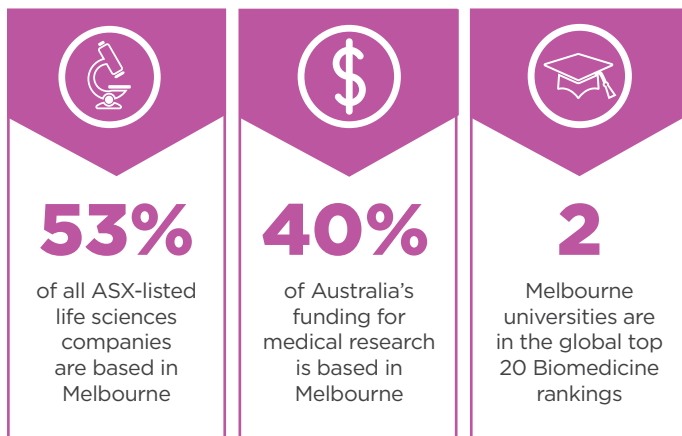 53%
of all ASX-listed
life sciences
companies
are based in
Melbourne
40%
of Australia's
funding for
medical research
is based in
Melbourne
2
Melbourne
universities are
in the global top
20 Biomedicine
rankings